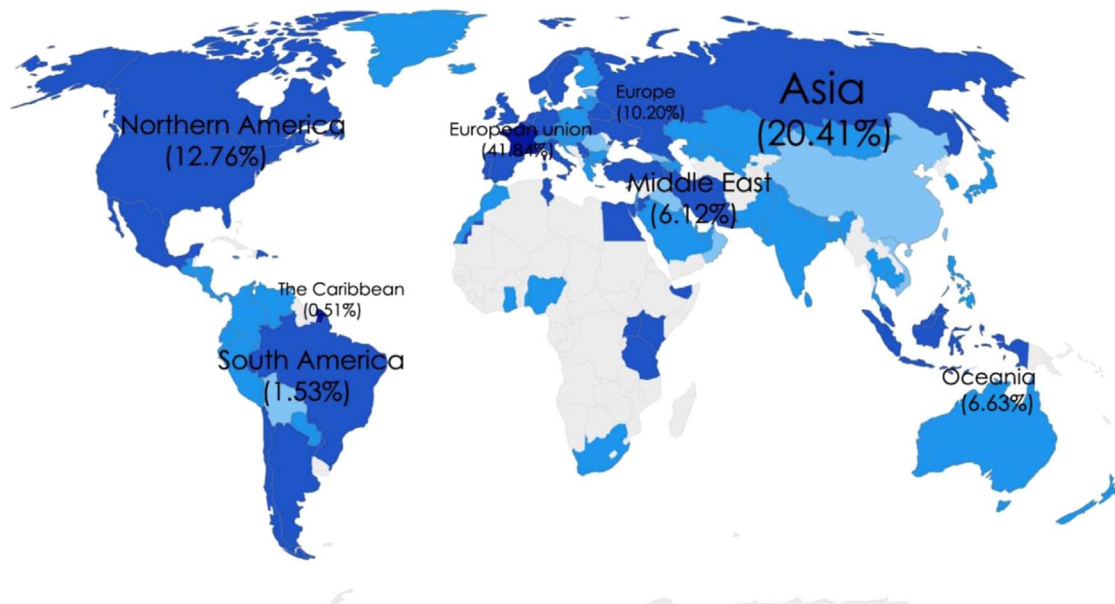 Northern America
(12.76%)
European union
(41.84%)
Europe
(10.20%)
Asia
(20.41%)
Middle East
(6.12%)
The Caribbean
(0.51%)
South America
(1.53%)
Oceania
(6.63%)